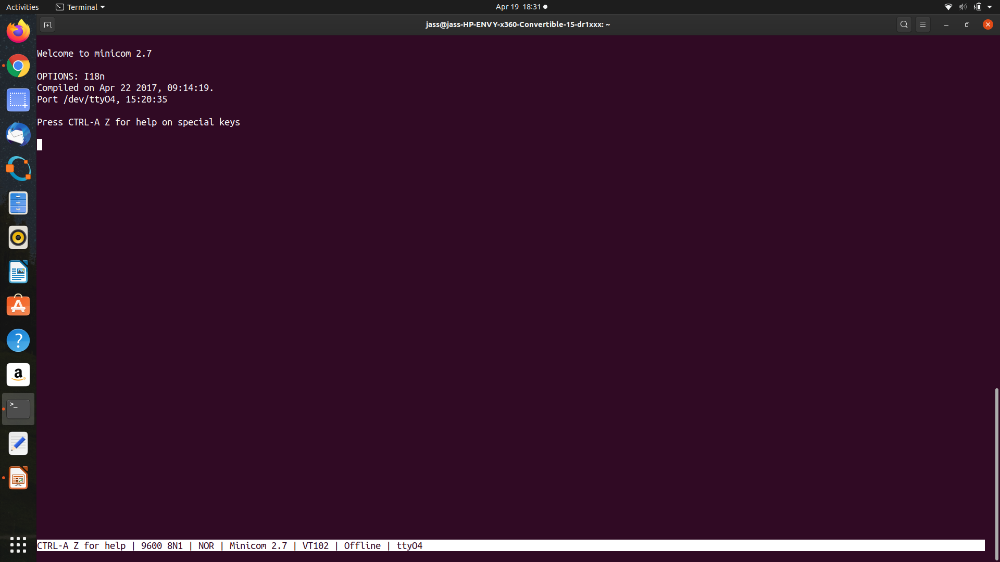 Activities
Terminal
Apr 19 18:31
jass@jass-HP-ENVY-x360-Convertible-15-dr1xxx: ~
Welcome to minicom 2.7
OPTIONS: I18n
Compiled on Apr 22 2017, 09:14:19.
Port /dev/ttyO4, 15:20:35
Press CTRL-A Z for help on special keys
CTRL-A Z for help | 9600 8N1 | NOR | Minicom 2.7 | VT102 | Offline | ttyO4